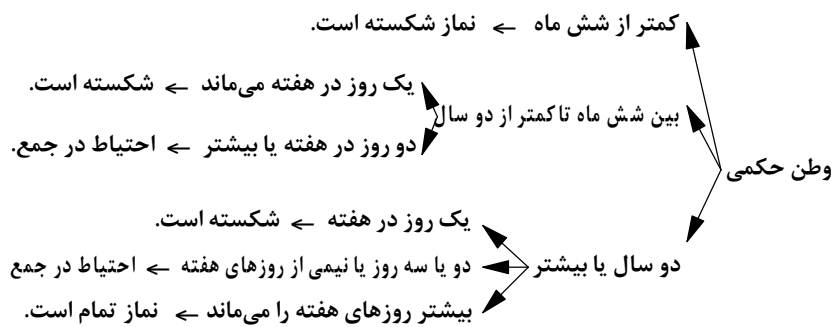 کمتر از شش ماه ← نماز شکسته است.
یک روز در هفته می‌ماند ← شکسته است.
بین شش ماه تا کمتر از دو سال
دو روز در هفته یا بیشتر ← احتیاط در جمع.
وطن حکمی
یک روز در هفته ← شکسته است.
دو سال یا بیشتر
دو یا سه روز یا نیمی از روزهای هفته ← احتیاط در جمع
بیشتر روزهای هفته را می‌ماند ← نماز تمام است.